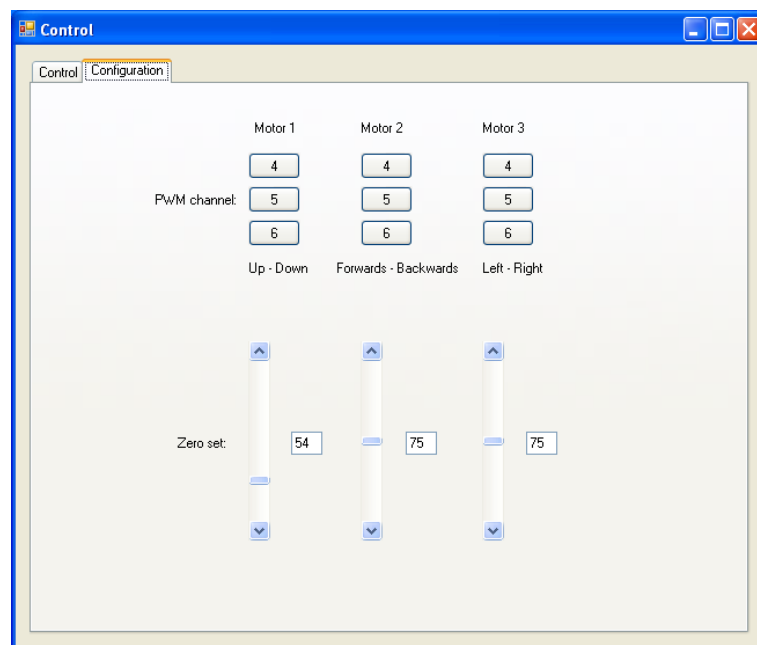 Control
Control Configuration
Motor 1 Motor 2 Motor 3
4 4 4
PWM channel: 5 5 5
6 6 6
Up - Down Forwards - Backwards Left - Right
Zero set: 54 75 75